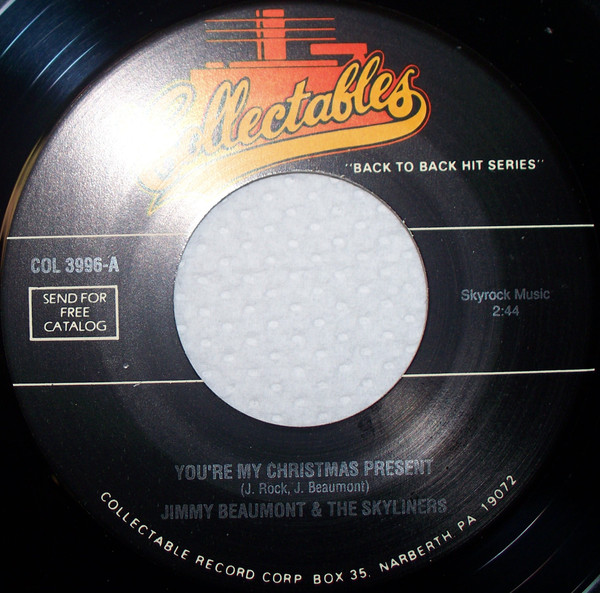 Collectables
"BACK TO BACK HIT SERIES"
COL 3996-A
SEND FOR
FREE
CATALOG
Skyrock Music
2:44
YOU'RE MY CHRISTMAS PRESENT
(J. Rock, J. Beaumont)
JIMMY BEAUMONT & THE SKYLINERS
COLLECTABLE RECORD CORP BOX 35, NARBERTH, PA 19072